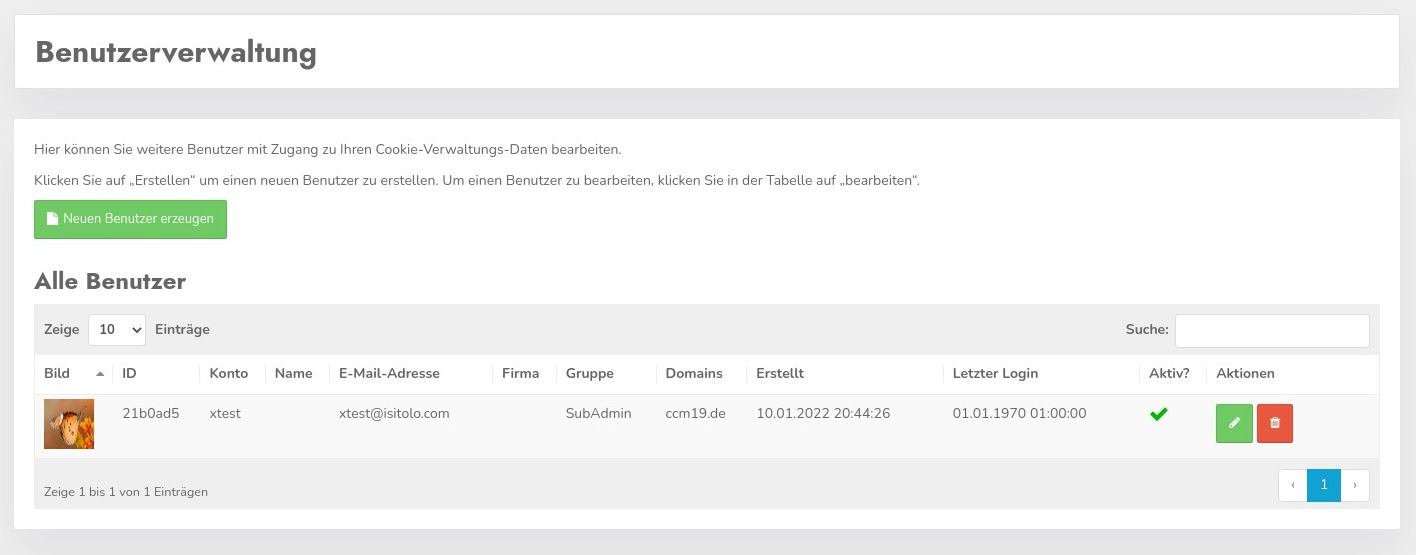 Benutzerverwaltung
Hier können Sie weitere Benutzer mit Zugang zu Ihren Cookie-Verwaltungs-Daten bearbeiten.
Klicken Sie auf „Erstellen“ um einen neuen Benutzer zu erstellen. Um einen Benutzer zu bearbeiten, klicken Sie in der Tabelle auf „bearbeiten“.
Neuen Benutzer erzeugen
Alle Benutzer
Zeige 10 Einträge Suche:
Bild ID Konto Name E-Mail-Adresse Firma Gruppe Domains Erstellt Letzter Login Aktiv? Aktionen
21b0ad5 xtest xtest@isitolo.com SubAdmin ccm19.de 10.01.2022 20:44:26 01.01.1970 01:00:00
Zeige 1 bis 1 von 1 Einträgen ‹ 1 ›